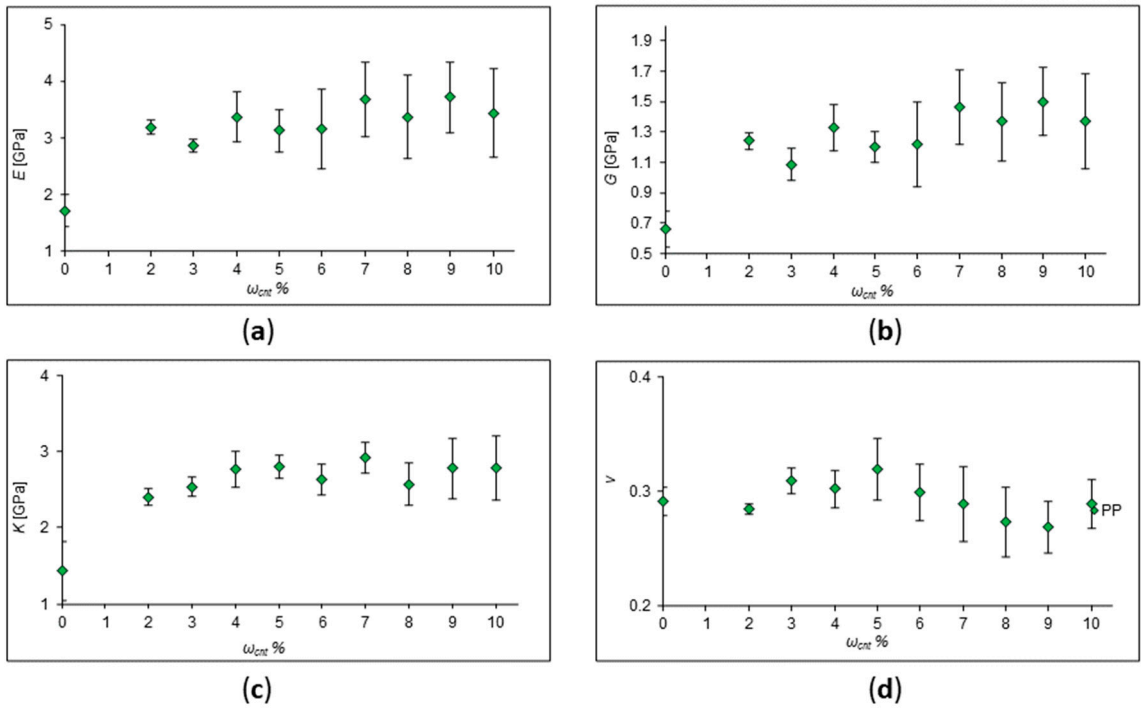 5
4
3
2
1
E [GPa]
0 1 2 3 4 5 6 7 8 9 10
ω_cnt %
(a)
1.9
1.7
1.5
1.3
1.1
0.9
0.7
0.5
G [GPa]
0 1 2 3 4 5 6 7 8 9 10
ω_cnt %
(b)
4
3
2
1
K [GPa]
0 1 2 3 4 5 6 7 8 9 10
ω_cnt %
(c)
0.4
0.3
0.2
v
PP
0 1 2 3 4 5 6 7 8 9 10
ω_cnt %
(d)